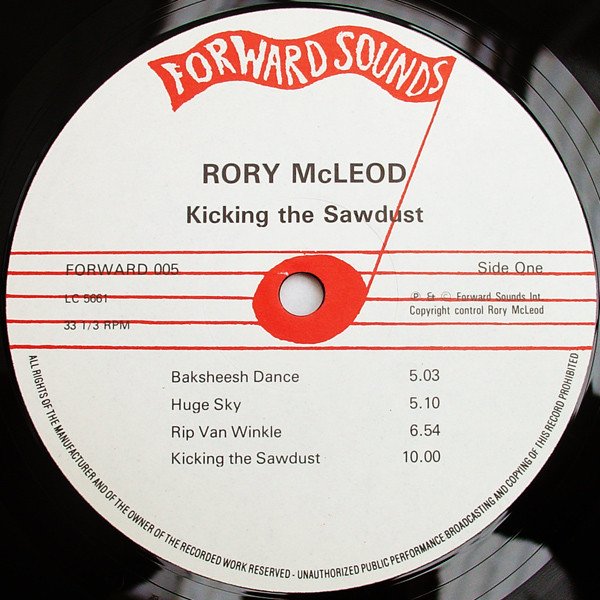 FORWARD SOUNDS
RORY McLEOD
Kicking the Sawdust
FORWARD 005
Side One
LC 5661
℗ & © Forward Sounds Int.
Copyright control Rory McLeod
33 1/3 RPM
Baksheesh Dance 5.03
Huge Sky 5.10
Rip Van Winkle 6.54
Kicking the Sawdust 10.00
ALL RIGHTS OF THE MANUFACTURER AND OF THE OWNER OF THE RECORDED WORK RESERVED - UNAUTHORIZED PUBLIC PERFORMANCE BROADCASTING AND COPYING OF THIS RECORD PROHIBITED